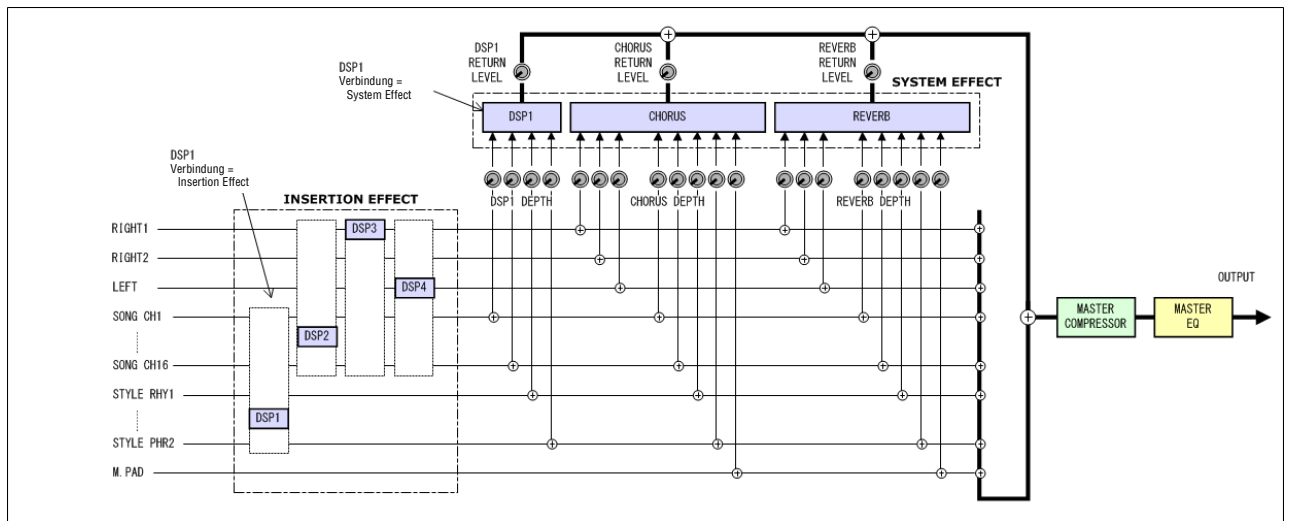 DSP1
RETURN
LEVEL
CHORUS
RETURN
LEVEL
REVERB
RETURN
LEVEL
DSP1
Verbindung =
System Effect
SYSTEM EFFECT
DSP1
CHORUS
REVERB
DSP1
Verbindung =
Insertion Effect
DSP1 DEPTH
CHORUS DEPTH
REVERB DEPTH
INSERTION EFFECT
RIGHT1
RIGHT2
LEFT
SONG CH1
SONG CH16
STYLE RHY1
STYLE PHR2
M.PAD
DSP3
DSP4
DSP2
DSP1
OUTPUT
MASTER
COMPRESSOR
MASTER
EQ